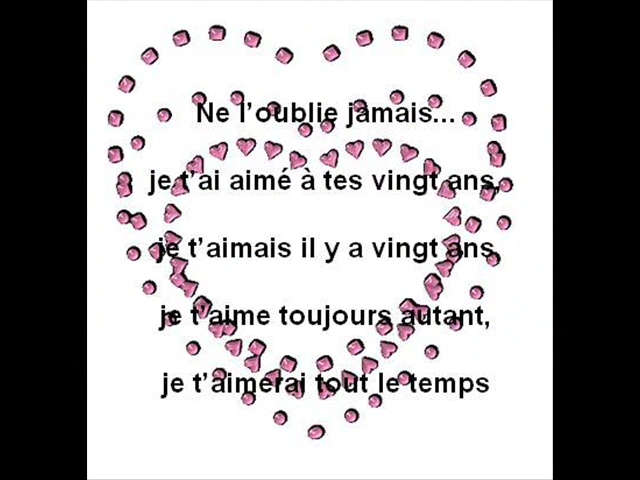 Ne l'oublie jamais...
je t'ai aimé à tes vingt ans,
je t'aimais il y a vingt ans,
je t'aime toujours autant,
je t'aimerai tout le temps